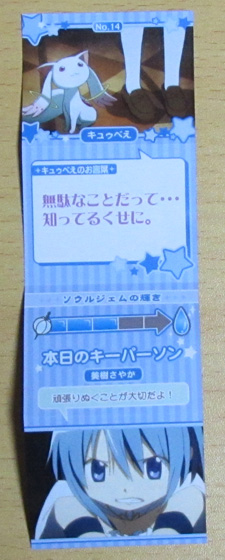 No.14
キュゥべえ
キュゥべえのお言葉
無駄なことだって・・・
知ってるくせに。
ソウルジェムの輝き
本日のキーパーソン
美樹さやか
頑張りぬくことが大切だよ！